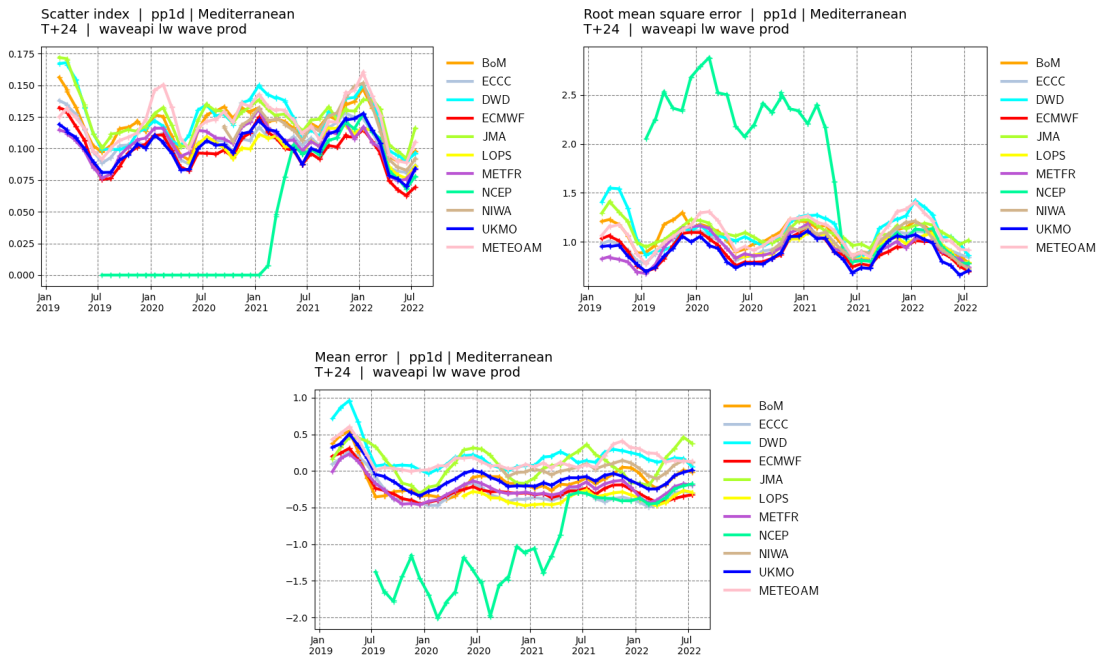 Scatter index | pp1d | Mediterranean
T+24 | waveapi lw wave prod
0.175
0.150
0.125
0.100
0.075
0.050
0.025
0.000
Jan 2019
Jul 2019
Jan 2020
Jul 2020
Jan 2021
Jul 2021
Jan 2022
Jul 2022
BoM
ECCC
DWD
ECMWF
JMA
LOPS
METFR
NCEP
NIWA
UKMO
METEOAM
Root mean square error | pp1d | Mediterranean
T+24 | waveapi lw wave prod
2.5
2.0
1.5
1.0
Jan 2019
Jul 2019
Jan 2020
Jul 2020
Jan 2021
Jul 2021
Jan 2022
Jul 2022
BoM
ECCC
DWD
ECMWF
JMA
LOPS
METFR
NCEP
NIWA
UKMO
METEOAM
Mean error | pp1d | Mediterranean
T+24 | waveapi lw wave prod
1.0
0.5
0.0
−0.5
−1.0
−1.5
−2.0
Jan 2019
Jul 2019
Jan 2020
Jul 2020
Jan 2021
Jul 2021
Jan 2022
Jul 2022
BoM
ECCC
DWD
ECMWF
JMA
LOPS
METFR
NCEP
NIWA
UKMO
METEOAM